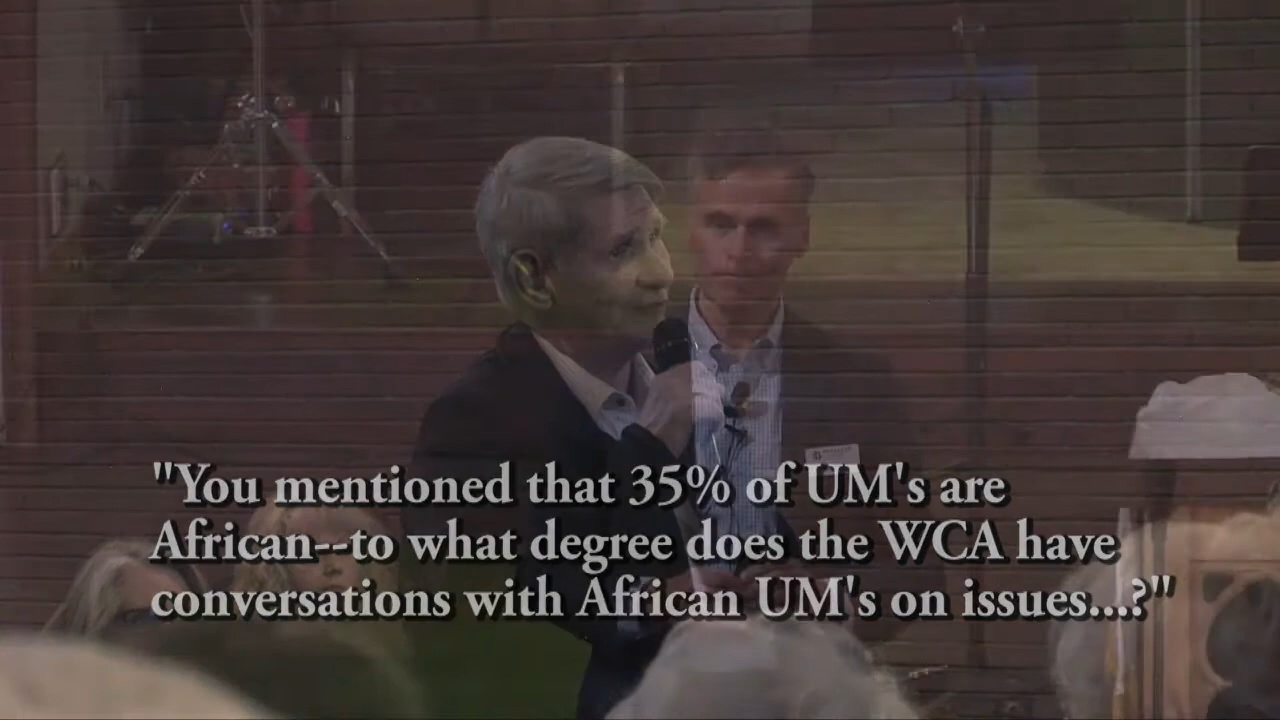 "You mentioned that 35% of UM's are
African--to what degree does the WCA have
conversations with African UM's on issues...?"